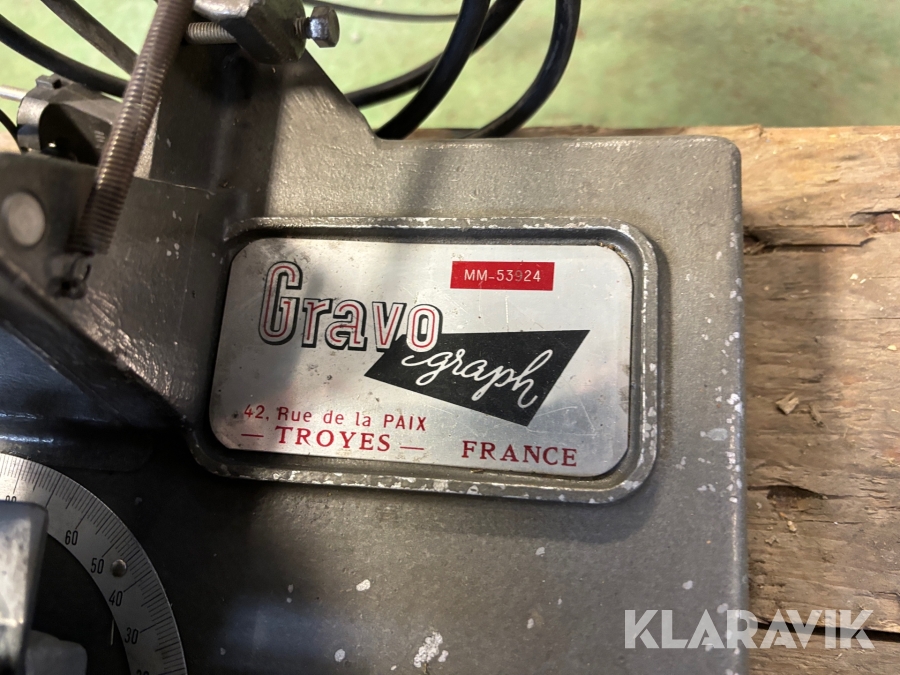 MM-53924
Gravo
graph
42, Rue de la PAIX
— TROYES — FRANCE
60
50
40
30
KLARAVIK